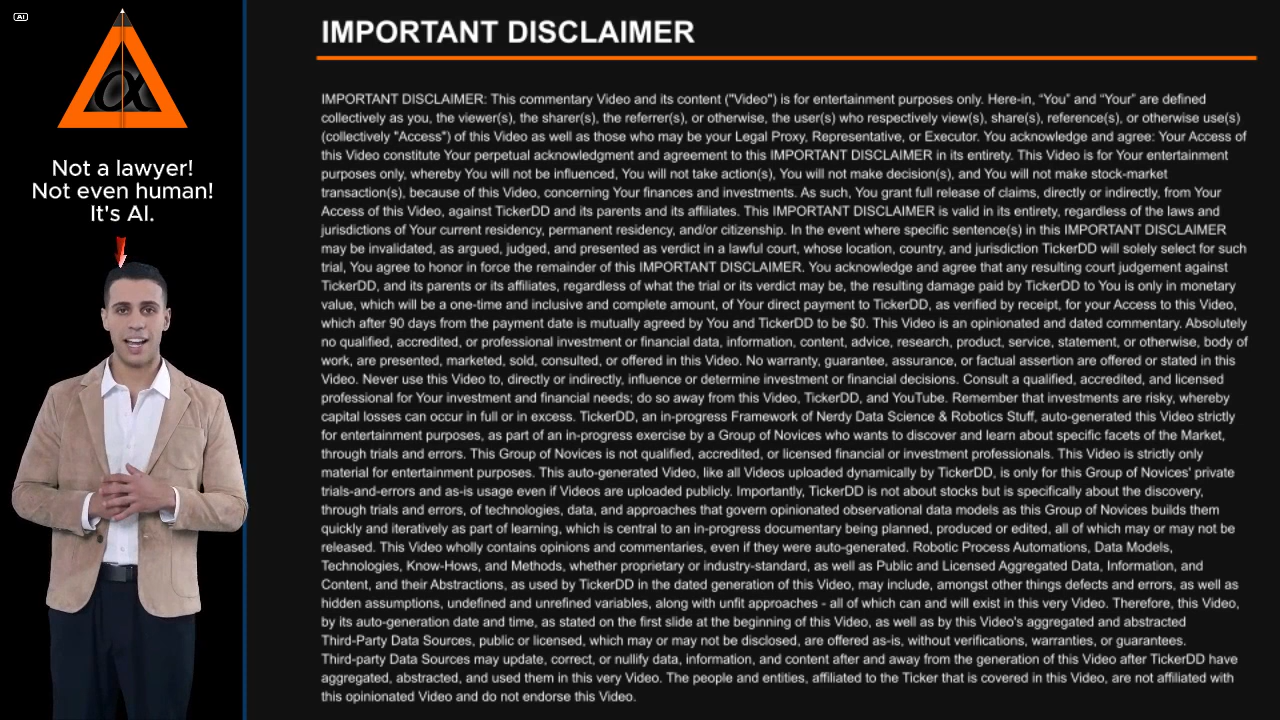 AI
α
Not a lawyer!
Not even human!
It's AI.
IMPORTANT DISCLAIMER
IMPORTANT DISCLAIMER: This commentary Video and its content ("Video") is for entertainment purposes only. Here-in, “You” and “Your” are defined
collectively as you, the viewer(s), the sharer(s), the referrer(s), or otherwise, the user(s) who respectively view(s), share(s), reference(s), or otherwise use(s)
(collectively "Access") of this Video as well as those who may be your Legal Proxy, Representative, or Executor. You acknowledge and agree: Your Access of
this Video constitute Your perpetual acknowledgment and agreement to this IMPORTANT DISCLAIMER in its entirety. This Video is for Your entertainment
purposes only, whereby You will not be influenced, You will not take action(s), You will not make decision(s), and You will not make stock-market
transaction(s), because of this Video, concerning Your finances and investments. As such, You grant full release of claims, directly or indirectly, from Your
Access of this Video, against TickerDD and its parents and its affiliates. This IMPORTANT DISCLAIMER is valid in its entirety, regardless of the laws and
jurisdictions of Your current residency, permanent residency, and/or citizenship. In the event where specific sentence(s) in this IMPORTANT DISCLAIMER
may be invalidated, as argued, judged, and presented as verdict in a lawful court, whose location, country, and jurisdiction TickerDD will solely select for such
trial, You agree to honor in force the remainder of this IMPORTANT DISCLAIMER. You acknowledge and agree that any resulting court judgement against
TickerDD, and its parents or its affiliates, regardless of what the trial or its verdict may be, the resulting damage paid by TickerDD to You is only in monetary
value, which will be a one-time and inclusive and complete amount, of Your direct payment to TickerDD, as verified by receipt, for your Access to this Video,
which after 90 days from the payment date is mutually agreed by You and TickerDD to be $0. This Video is an opinionated and dated commentary. Absolutely
no qualified, accredited, or professional investment or financial data, information, content, advice, research, product, service, statement, or otherwise, body of
work, are presented, marketed, sold, consulted, or offered in this Video. No warranty, guarantee, assurance, or factual assertion are offered or stated in this
Video. Never use this Video to, directly or indirectly, influence or determine investment or financial decisions. Consult a qualified, accredited, and licensed
professional for Your investment and financial needs; do so away from this Video, TickerDD, and YouTube. Remember that investments are risky, whereby
capital losses can occur in full or in excess. TickerDD, an in-progress Framework of Nerdy Data Science & Robotics Stuff, auto-generated this Video strictly
for entertainment purposes, as part of an in-progress exercise by a Group of Novices who wants to discover and learn about specific facets of the Market,
through trials and errors. This Group of Novices is not qualified, accredited, or licensed financial or investment professionals. This Video is strictly only
material for entertainment purposes. This auto-generated Video, like all Videos uploaded dynamically by TickerDD, is only for this Group of Novices' private
trials-and-errors and as-is usage even if Videos are uploaded publicly. Importantly, TickerDD is not about stocks but is specifically about the discovery,
through trials and errors, of technologies, data, and approaches that govern opinionated observational data models as this Group of Novices builds them
quickly and iteratively as part of learning, which is central to an in-progress documentary being planned, produced or edited, all of which may or may not be
released. This Video wholly contains opinions and commentaries, even if they were auto-generated. Robotic Process Automations, Data Models,
Technologies, Know-Hows, and Methods, whether proprietary or industry-standard, as well as Public and Licensed Aggregated Data, Information, and
Content, and their Abstractions, as used by TickerDD in the dated generation of this Video, may include, amongst other things defects and errors, as well as
hidden assumptions, undefined and unrefined variables, along with unfit approaches - all of which can and will exist in this very Video. Therefore, this Video,
by its auto-generation date and time, as stated on the first slide at the beginning of this Video, as well as by this Video's aggregated and abstracted
Third-Party Data Sources, public or licensed, which may or may not be disclosed, are offered as-is, without verifications, warranties, or guarantees.
Third-party Data Sources may update, correct, or nullify data, information, and content after and away from the generation of this Video after TickerDD have
aggregated, abstracted, and used them in this very Video. The people and entities, affiliated to the Ticker that is covered in this Video, are not affiliated with
this opinionated Video and do not endorse this Video.